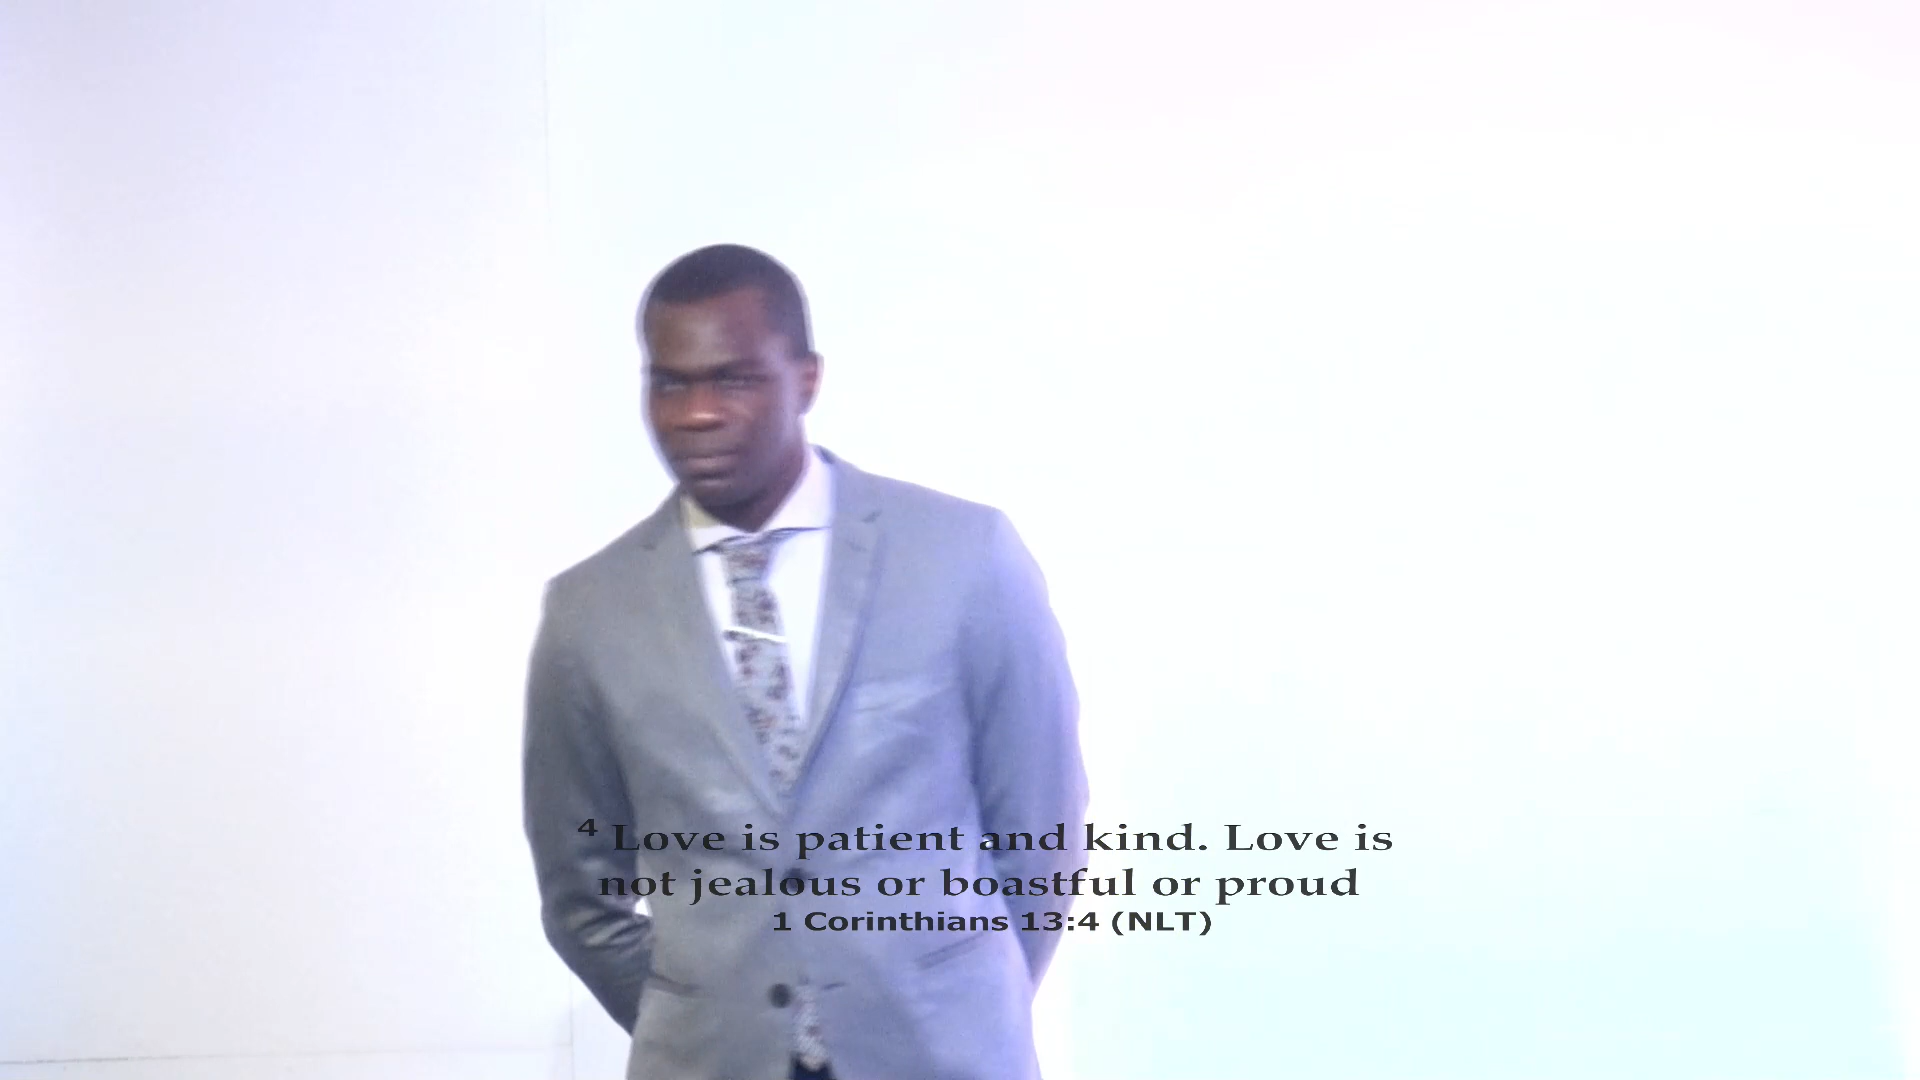 4 Love is patient and kind. Love is
not jealous or boastful or proud
1 Corinthians 13:4 (NLT)